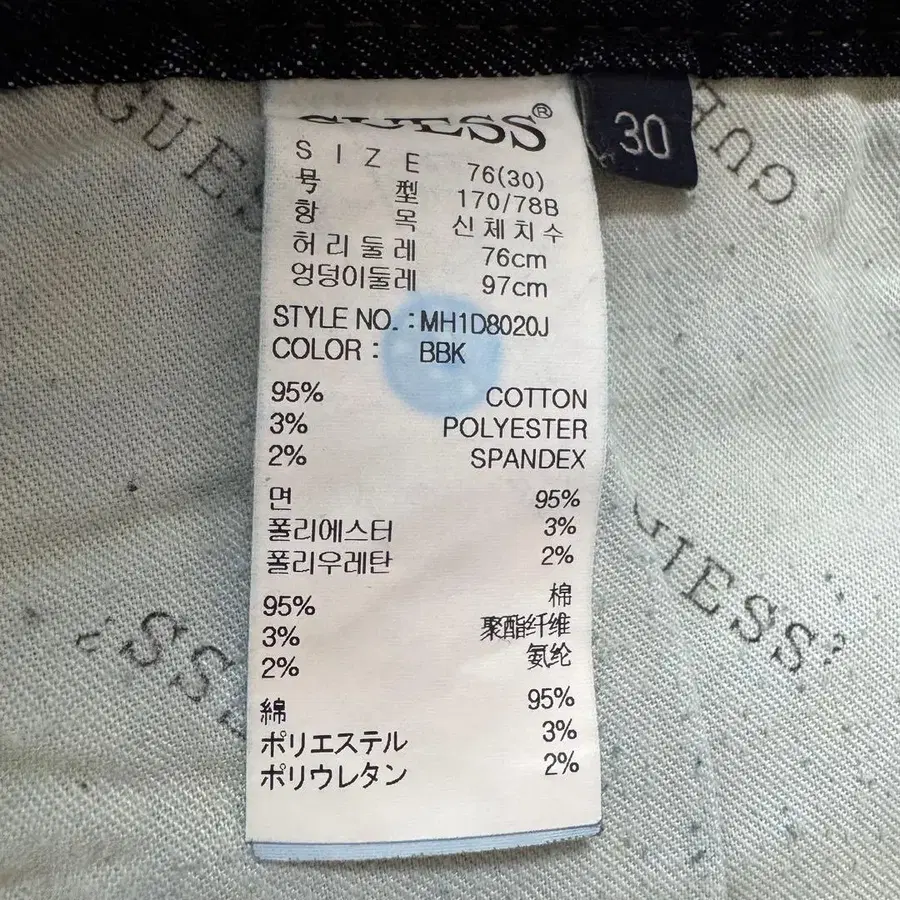 GUESS®
30
SIZE 76(30)
号型 170/78B
항목 신체치수
허리둘레 76cm
엉덩이둘레 97cm
STYLE NO. : MH1D8020J
COLOR : BBK
95% COTTON
3% POLYESTER
2% SPANDEX
면 95%
폴리에스터 3%
폴리우레탄 2%
95% 棉
3% 聚酯纤维
2% 氨纶
綿 95%
ポリエステル 3%
ポリウレタン 2%
GUESS
GUESS